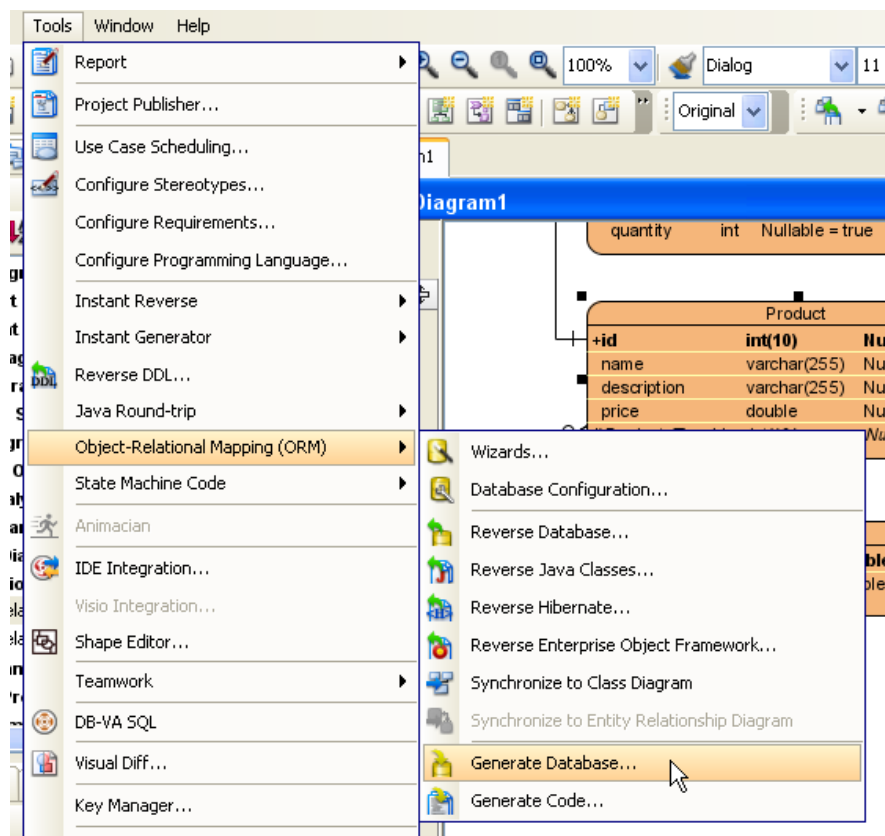 Tools Window Help
Report
100%
Dialog
11
Project Publisher...
Original
Use Case Scheduling...
Configure Stereotypes...
Configure Requirements...
Configure Programming Language...
Instant Reverse
Instant Generator
Reverse DDL...
DDL
Java Round-trip
Object-Relational Mapping (ORM)
State Machine Code
Animacian
IDE Integration...
Visio Integration...
Shape Editor...
Teamwork
DB-VA SQL
Visual Diff...
Key Manager...
Diagram1
quantity int Nullable = true
Product
+id int(10) Nu
name varchar(255) Nu
description varchar(255) Nu
price double Nu
Wizards...
Database Configuration...
Reverse Database...
Reverse Java Classes...
Reverse Hibernate...
Reverse Enterprise Object Framework...
Synchronize to Class Diagram
Synchronize to Entity Relationship Diagram
Generate Database...
Generate Code...